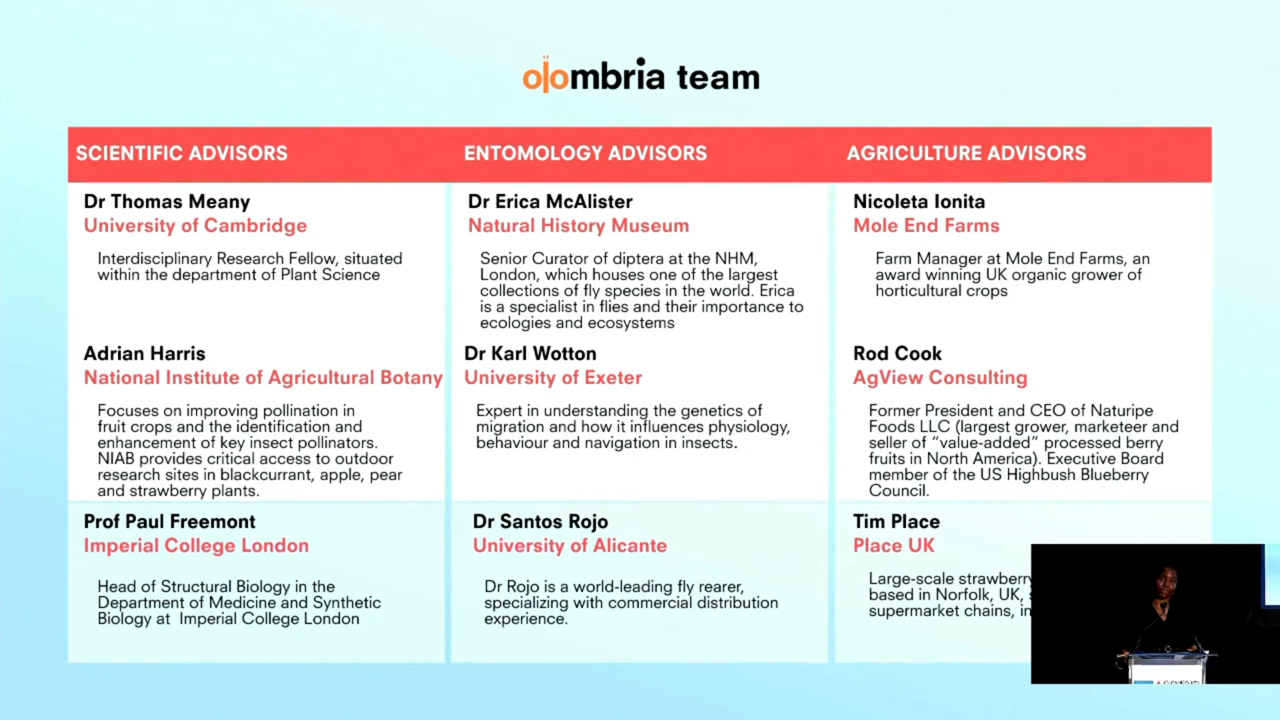 olombria team
SCIENTIFIC ADVISORS
ENTOMOLOGY ADVISORS
AGRICULTURE ADVISORS
Dr Thomas Meany
University of Cambridge
Interdisciplinary Research Fellow, situated
within the department of Plant Science
Dr Erica McAlister
Natural History Museum
Senior Curator of diptera at the NHM,
London, which houses one of the largest
collections of fly species in the world. Erica
is a specialist in flies and their importance to
ecologies and ecosystems
Nicoleta Ionita
Mole End Farms
Farm Manager at Mole End Farms, an
award winning UK organic grower of
horticultural crops
Adrian Harris
National Institute of Agricultural Botany
Focuses on improving pollination in
fruit crops and the identification and
enhancement of key insect pollinators.
NIAB provides critical access to outdoor
research sites in blackcurrant, apple, pear
and strawberry plants.
Dr Karl Wotton
University of Exeter
Expert in understanding the genetics of
migration and how it influences physiology,
behaviour and navigation in insects.
Rod Cook
AgView Consulting
Former President and CEO of Naturipe
Foods LLC (largest grower, marketeer and
seller of “value-added” processed berry
fruits in North America). Executive Board
member of the US Highbush Blueberry
Council.
Prof Paul Freemont
Imperial College London
Head of Structural Biology in the
Department of Medicine and Synthetic
Biology at Imperial College London
Dr Santos Rojo
University of Alicante
Dr Rojo is a world-leading fly rearer,
specializing with commercial distribution
experience.
Tim Place
Place UK
Large-scale strawberry
based in Norfolk, UK,
supermarket chains,